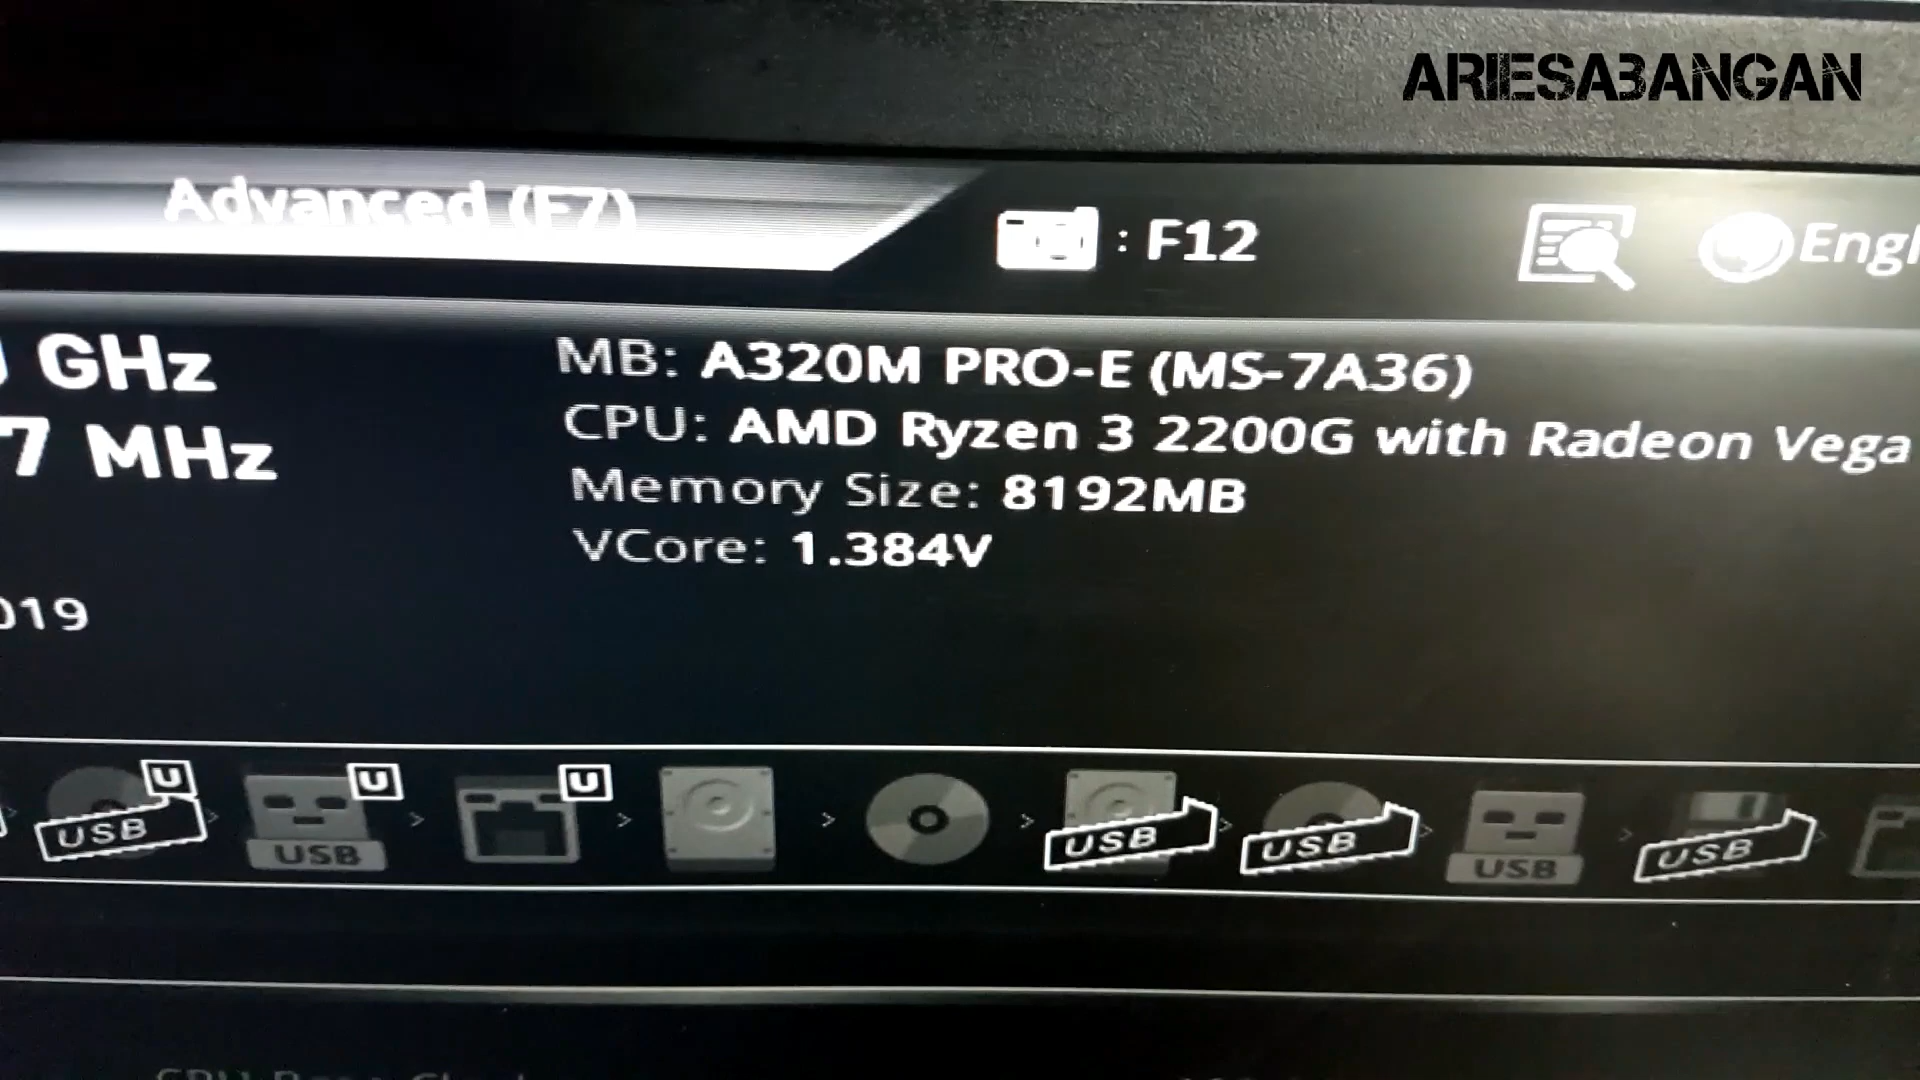 ARIESABANGAN
Advanced (F7)
: F12
GHz
MB: A320M PRO-E (MS-7A36)
7 MHz
CPU: AMD Ryzen 3 2200G with Radeon Vega
Memory Size: 8192MB
VCore: 1.384V
019
U U U
USB USB USB USB USB USB